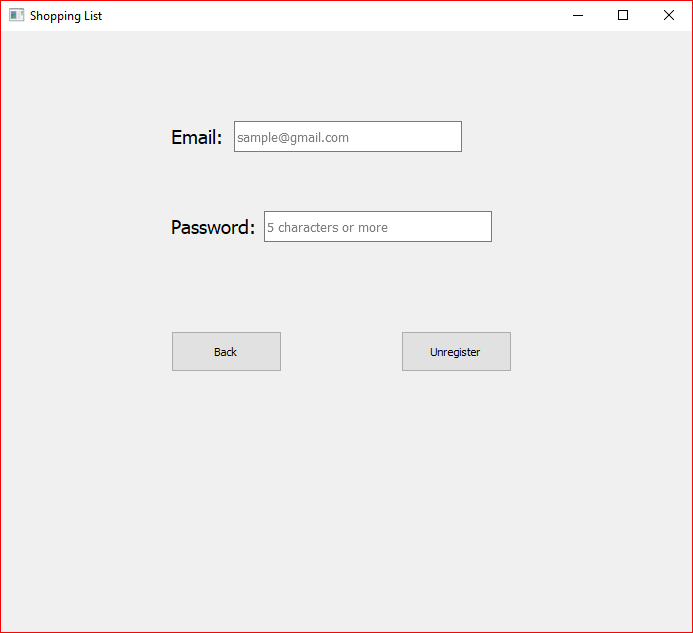 Shopping List
Email: sample@gmail.com
Password: 5 characters or more
Back Unregister